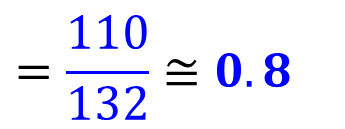 = 110/132 ≅ 0.8